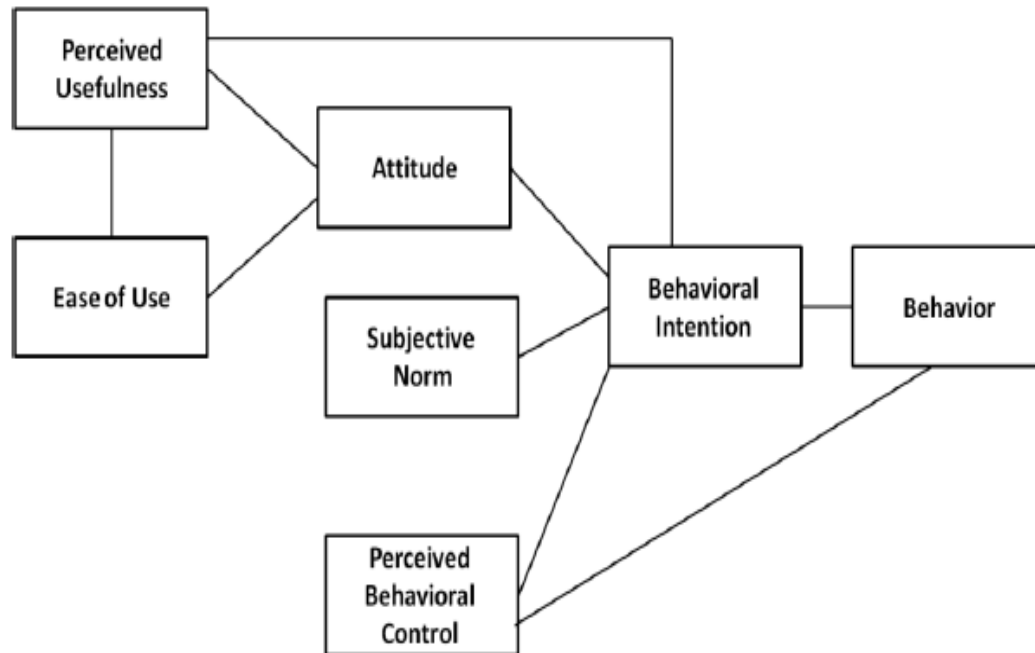 Perceived
Usefulness
Attitude
Ease of Use
Subjective
Norm
Behavioral
Intention
Behavior
Perceived
Behavioral
Control